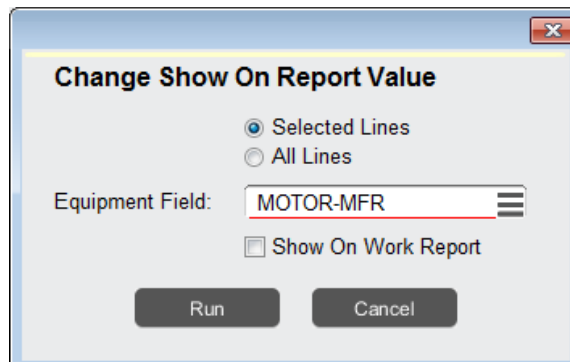 Change Show On Report Value
Selected Lines
All Lines
Equipment Field: MOTOR-MFR
Show On Work Report
Run Cancel